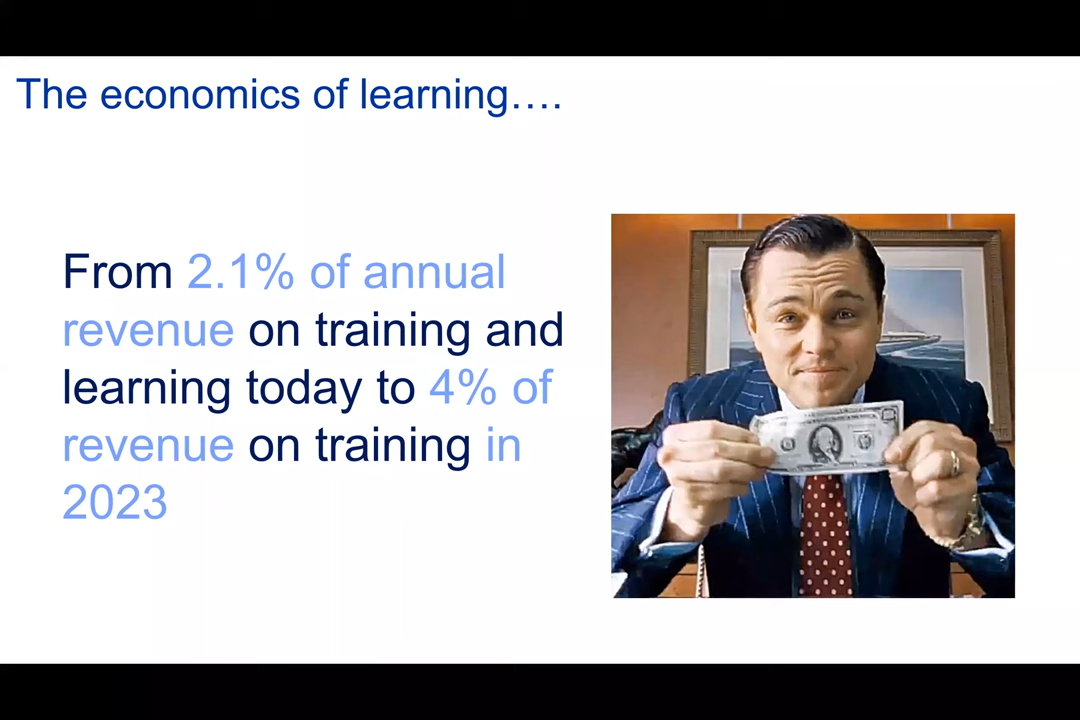 The economics of learning….
From 2.1% of annual
revenue on training and
learning today to 4% of
revenue on training in
2023